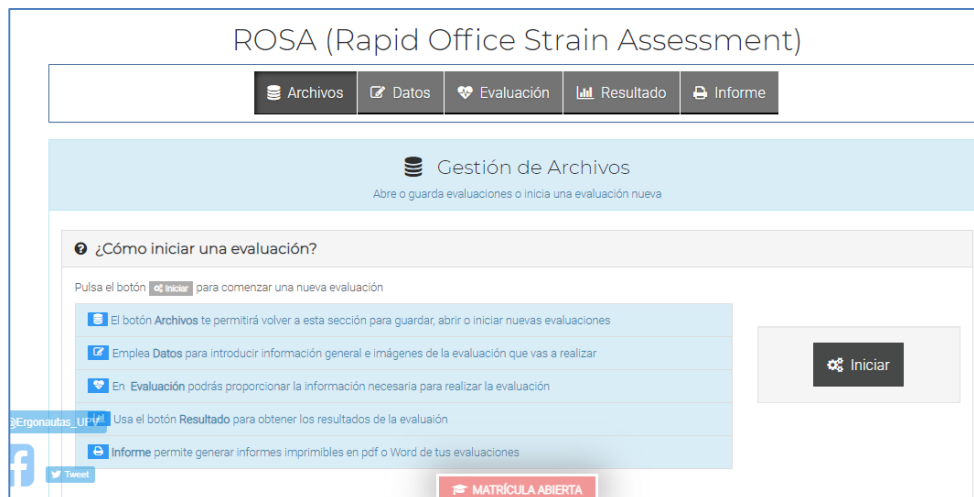 ROSA (Rapid Office Strain Assessment)
Archivos Datos Evaluación Resultado Informe
Gestión de Archivos
Abre o guarda evaluaciones o inicia una evaluación nueva
¿Cómo iniciar una evaluación?
Pulsa el botón Iniciar para comenzar una nueva evaluación
El botón Archivos te permitirá volver a esta sección para guardar, abrir o iniciar nuevas evaluaciones
Emplea Datos para introducir información general e imágenes de la evaluación que vas a realizar
En Evaluación podrás proporcionar la información necesaria para realizar la evaluación
Usa el botón Resultado para obtener los resultados de la evaluaión
Informe permite generar informes imprimibles en pdf o Word de tus evaluaciones
Iniciar
@Ergonautas_UPV
Tweet
MATRÍCULA ABIERTA